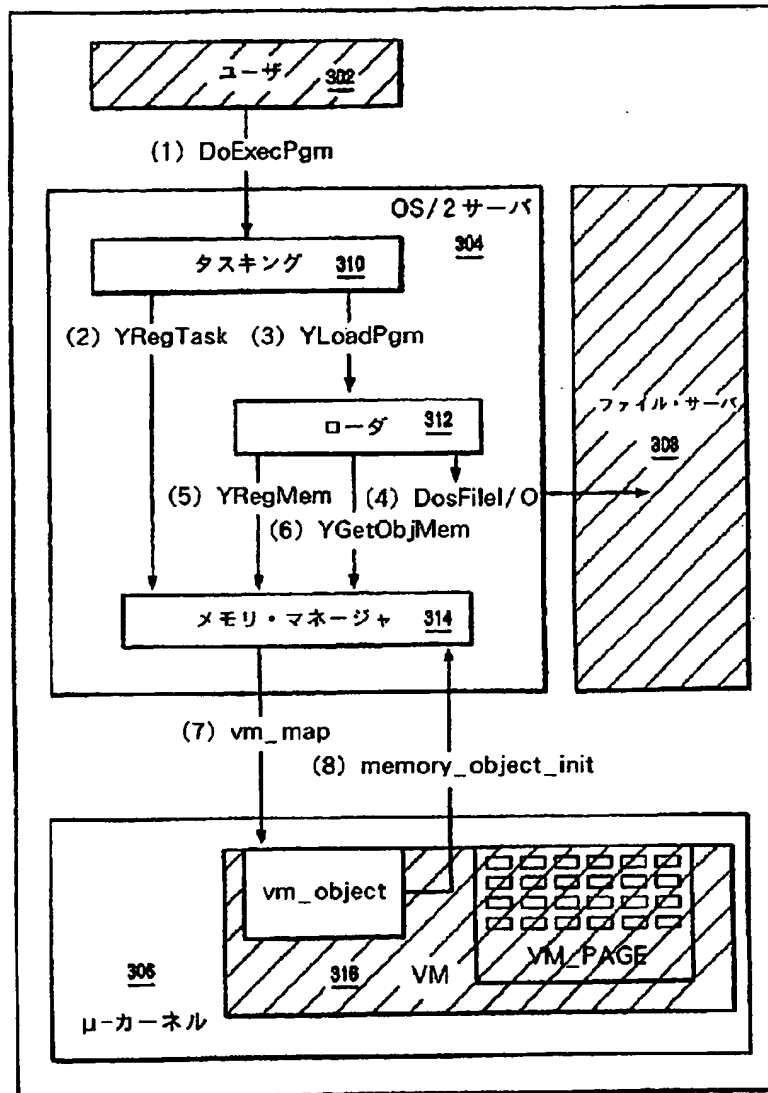 ユーザ 302
(1) DoExecPgm
OS/2サーバ
304
タスキング 310
(2) YRegTask (3) YLoadPgm
ローダ 312
ファイル・サーバ
308
(5) YRegMem (4) DosFileI/O
(6) YGetObjMem
メモリ・マネージャ 314
(7) vm_map
(8) memory_object_init
vm_object
VM_PAGE
306 316 VM
μ-カーネル